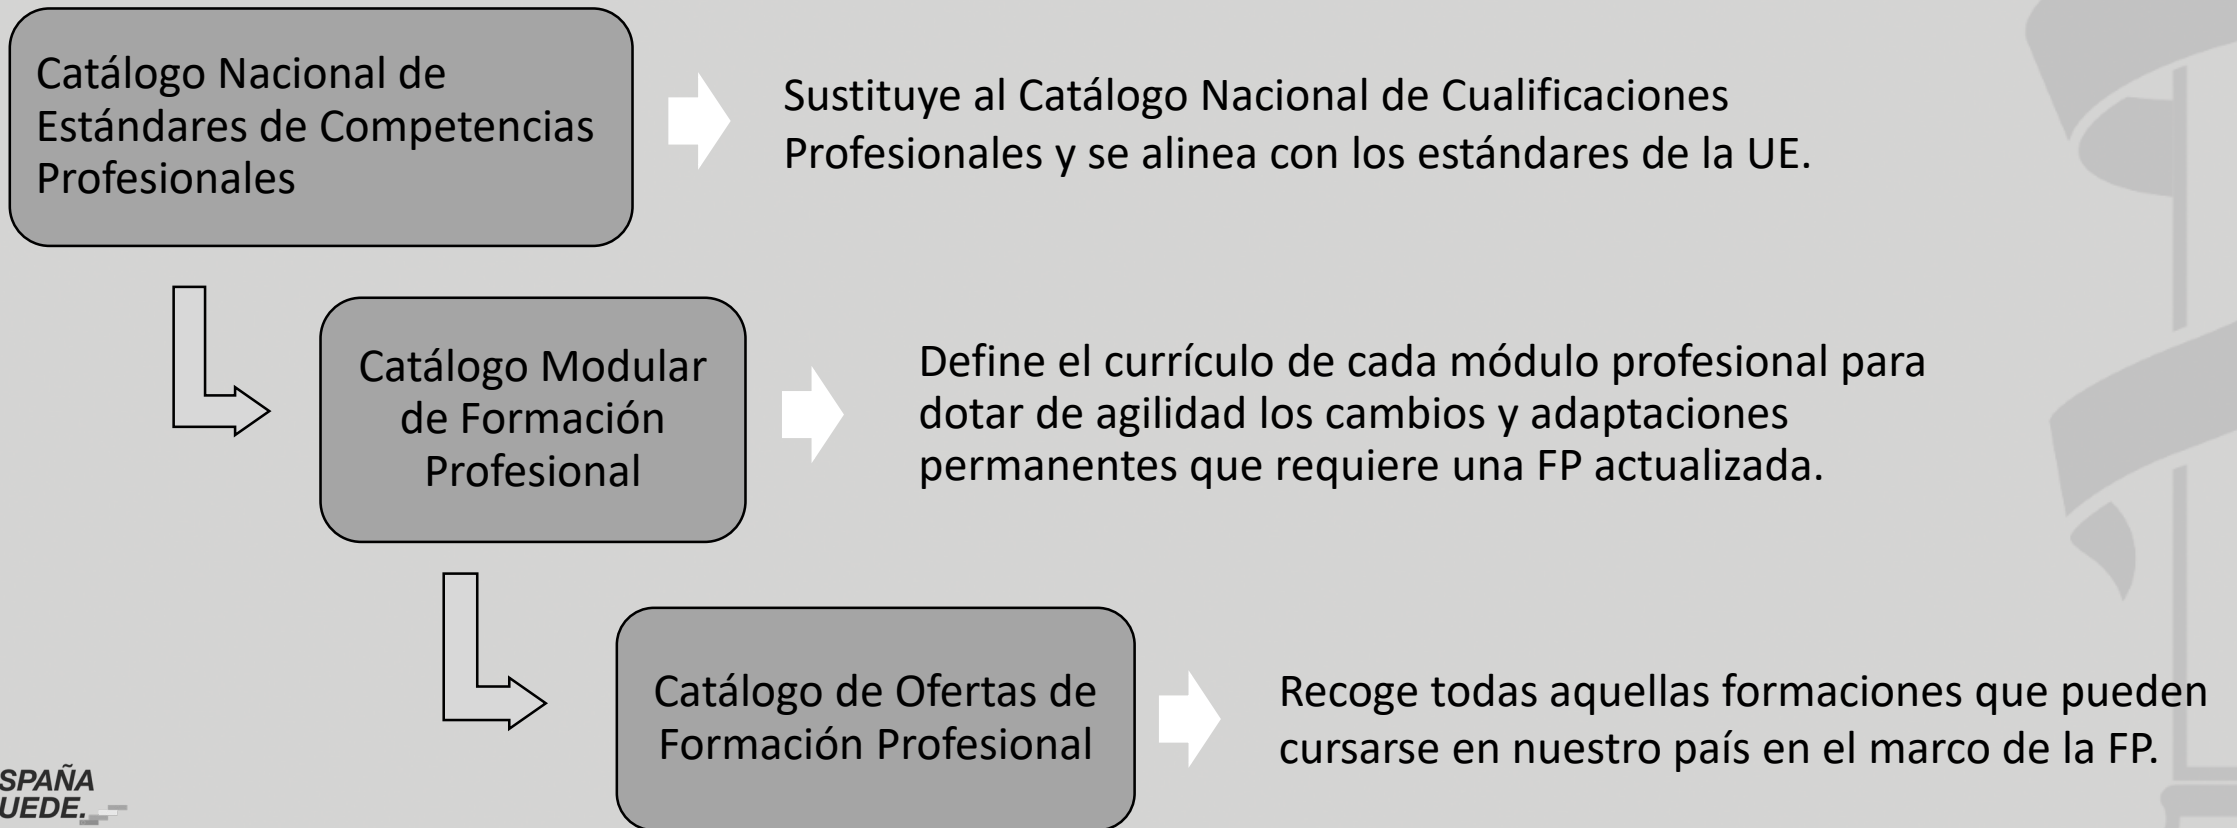 Catálogo Nacional de
Estándares de Competencias
Profesionales
Sustituye al Catálogo Nacional de Cualificaciones
Profesionales y se alinea con los estándares de la UE.
Catálogo Modular
de Formación
Profesional
Define el currículo de cada módulo profesional para
dotar de agilidad los cambios y adaptaciones
permanentes que requiere una FP actualizada.
Catálogo de Ofertas de
Formación Profesional
Recoge todas aquellas formaciones que pueden
cursarse en nuestro país en el marco de la FP.
SPAÑA
UEDE.